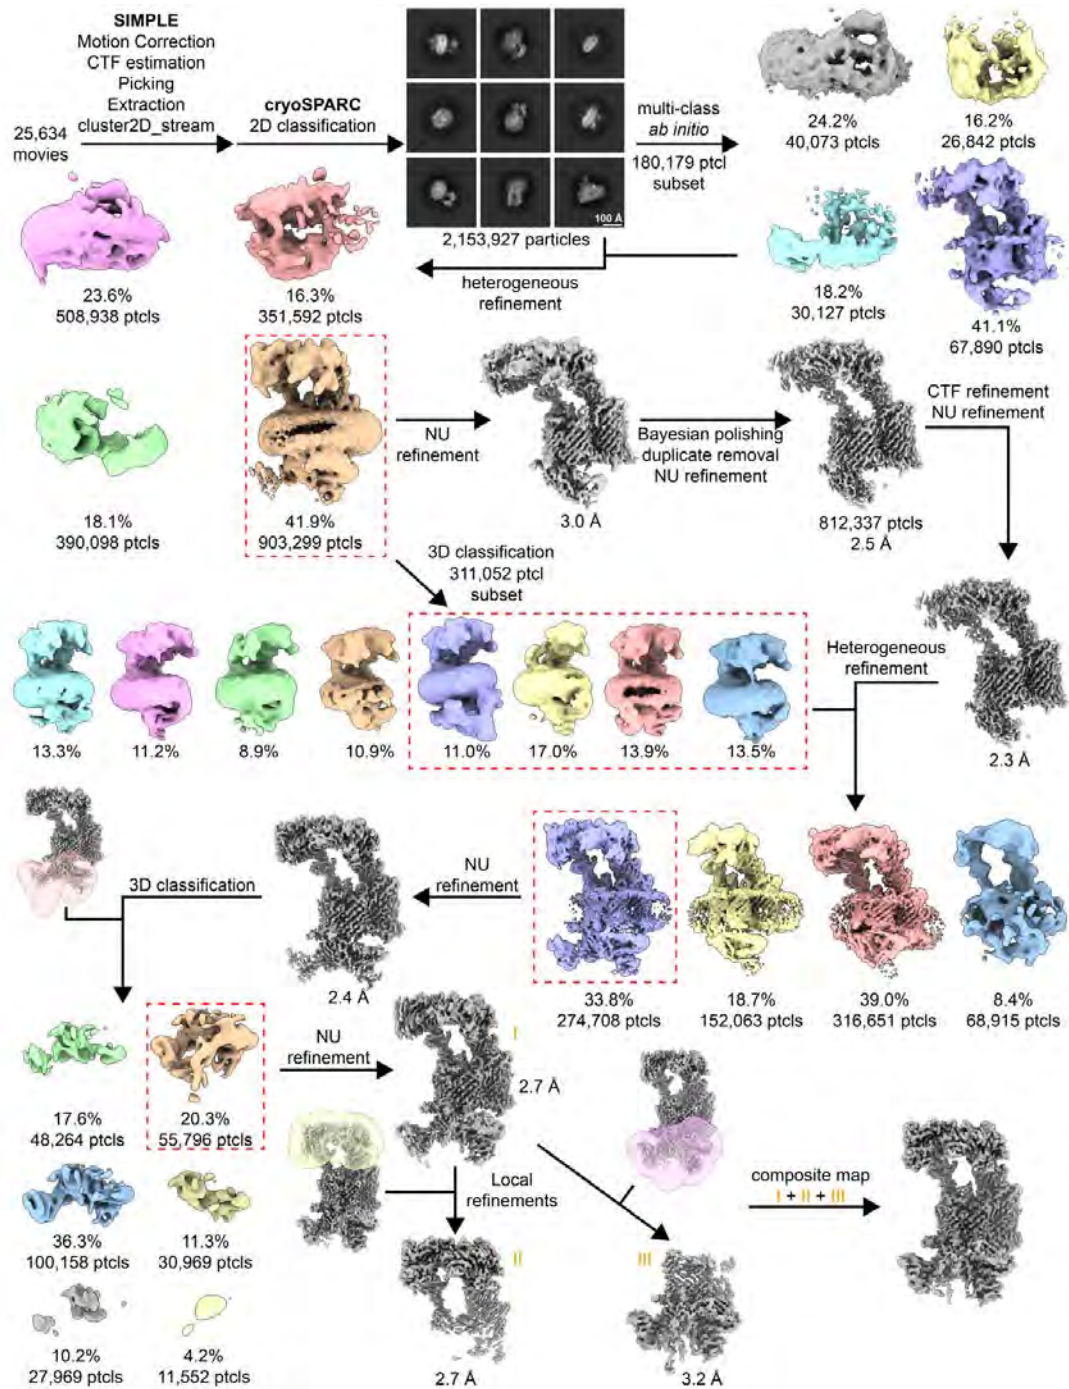 SIMPLE
Motion Correction
CTF estimation
Picking
Extraction
cluster2D_stream
25,634
movies
cryoSPARC
2D classification
100 Å
2,153,927 particles
multi-class
ab initio
180,179 ptcl
subset
24.2%
40,073 ptcls
16.2%
26,842 ptcls
18.2%
30,127 ptcls
41.1%
67,890 ptcls
heterogeneous
refinement
23.6%
508,938 ptcls
16.3%
351,592 ptcls
18.1%
390,098 ptcls
41.9%
903,299 ptcls
NU
refinement
3.0 Å
Bayesian polishing
duplicate removal
NU refinement
812,337 ptcls
2.5 Å
CTF refinement
NU refinement
2.3 Å
3D classification
311,052 ptcl
subset
13.3%
11.2%
8.9%
10.9%
11.0%
17.0%
13.9%
13.5%
Heterogeneous
refinement
33.8%
274,708 ptcls
18.7%
152,063 ptcls
39.0%
316,651 ptcls
8.4%
68,915 ptcls
NU
refinement
2.4 Å
3D classification
17.6%
48,264 ptcls
20.3%
55,796 ptcls
36.3%
100,158 ptcls
11.3%
30,969 ptcls
10.2%
27,969 ptcls
4.2%
11,552 ptcls
NU
refinement
I
2.7 Å
Local
refinements
II
2.7 Å
III
3.2 Å
composite map
I + II + III